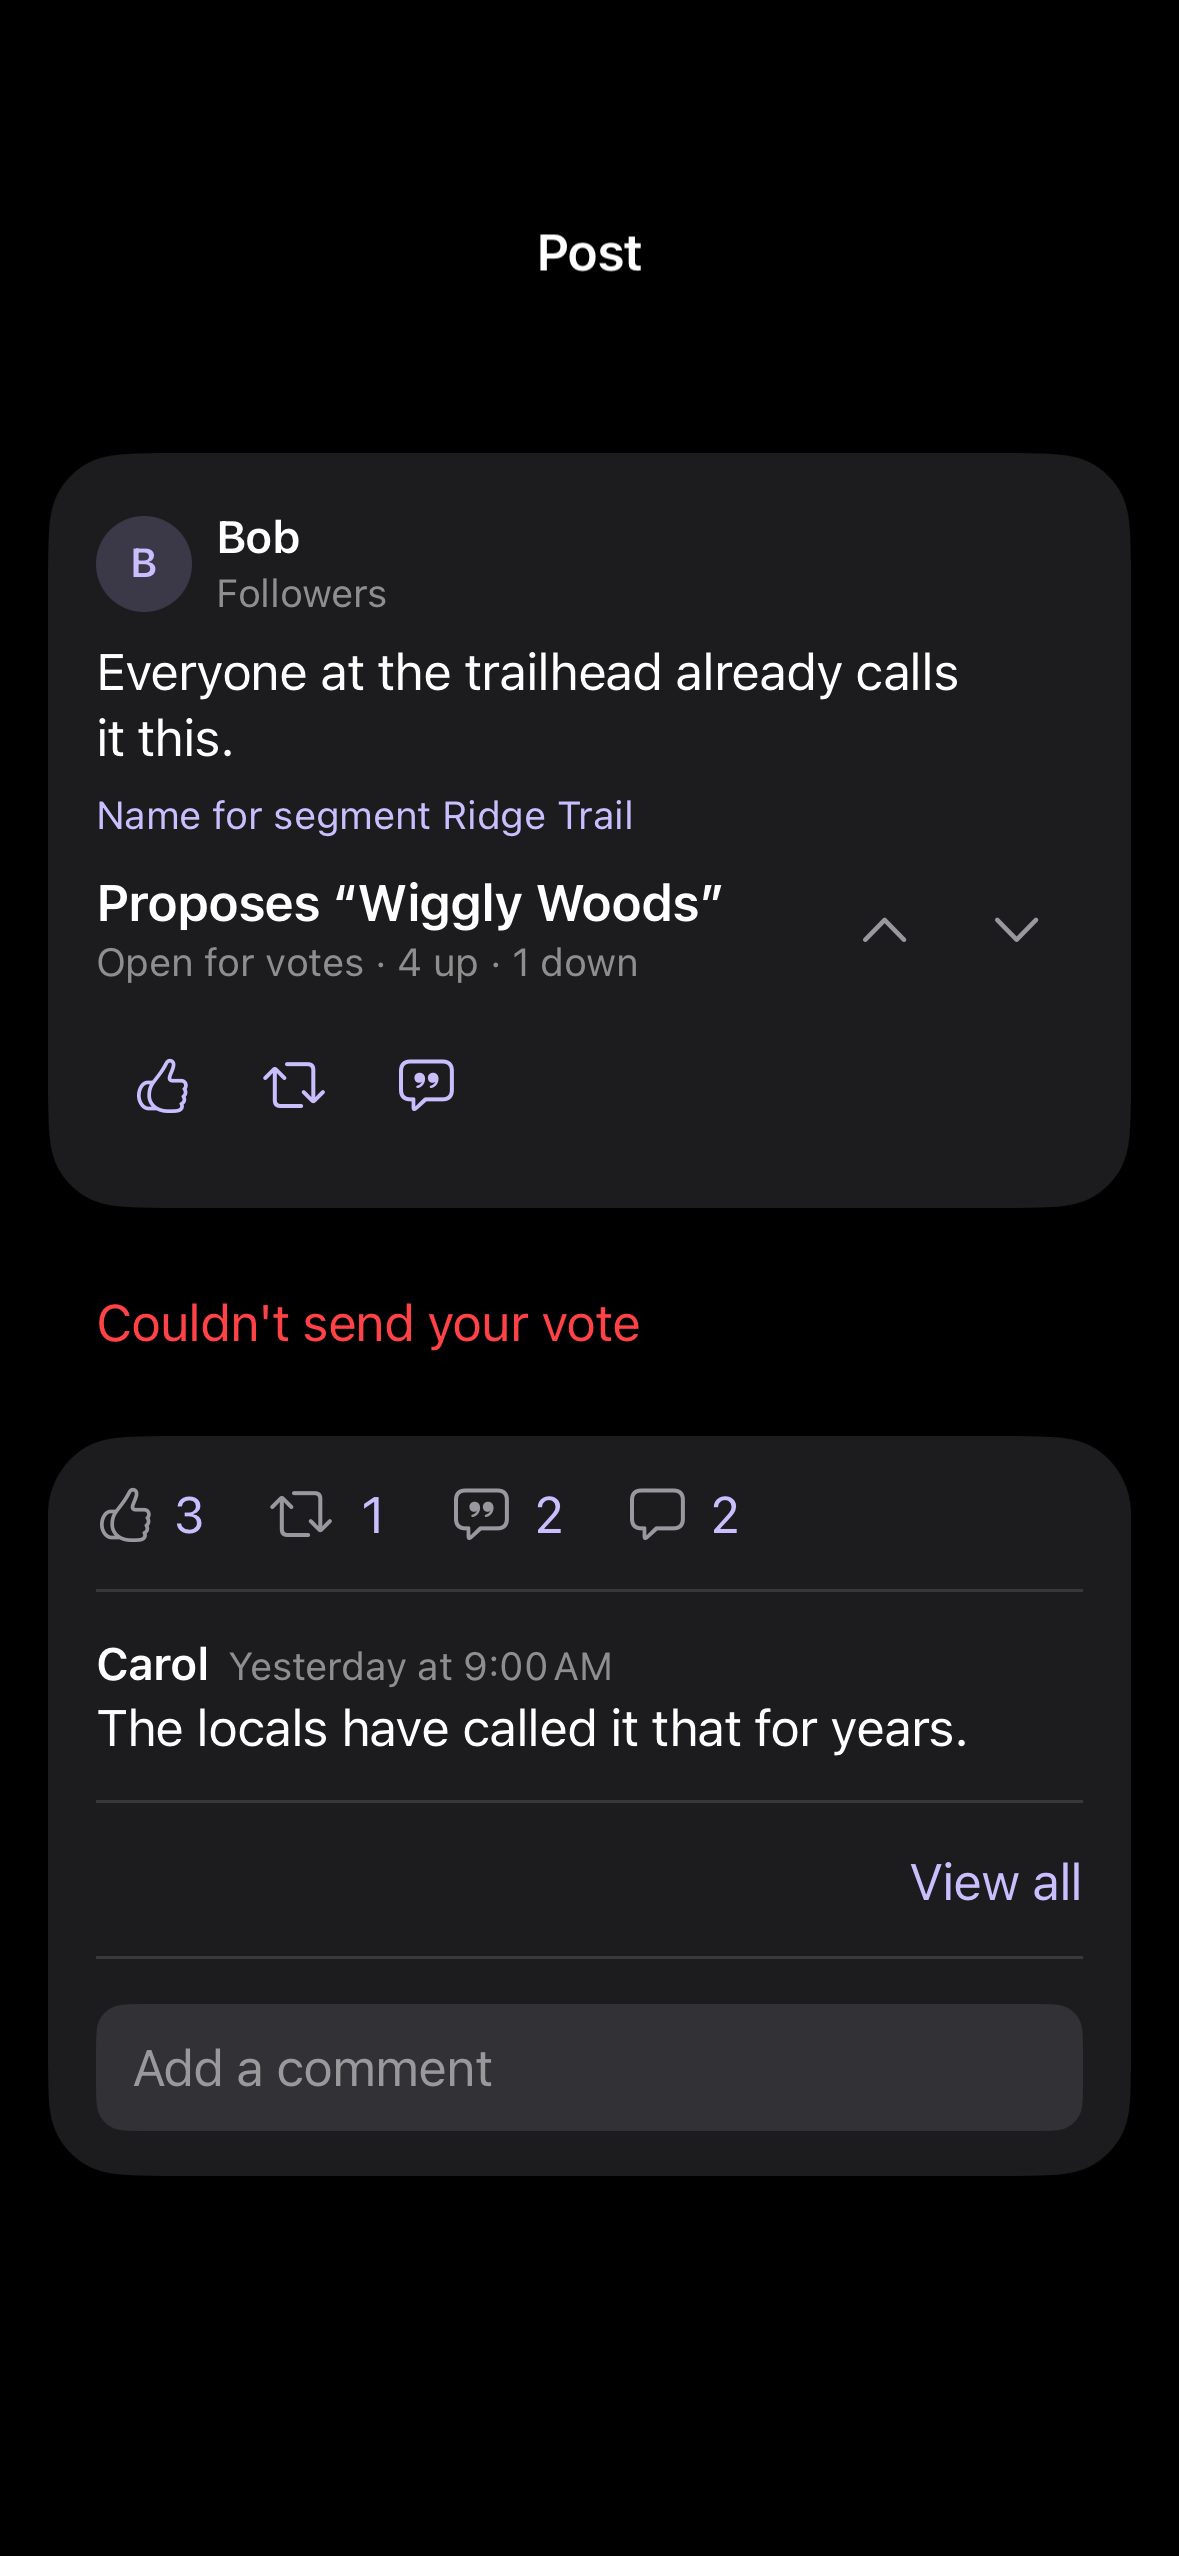 Post
B
Bob
Followers
Everyone at the trailhead already calls
it this.
Name for segment Ridge Trail
Proposes “Wiggly Woods”
Open for votes · 4 up · 1 down
Couldn't send your vote
3 1 2 2
Carol Yesterday at 9:00 AM
The locals have called it that for years.
View all
Add a comment